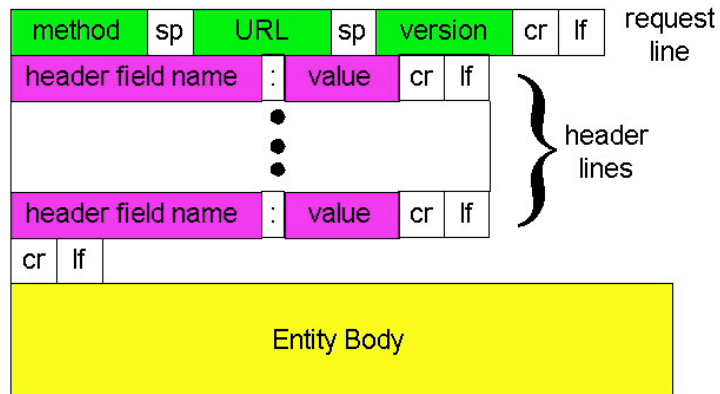 method sp URL sp version cr lf request line
header field name : value cr lf
header lines
header field name : value cr lf
cr lf
Entity Body